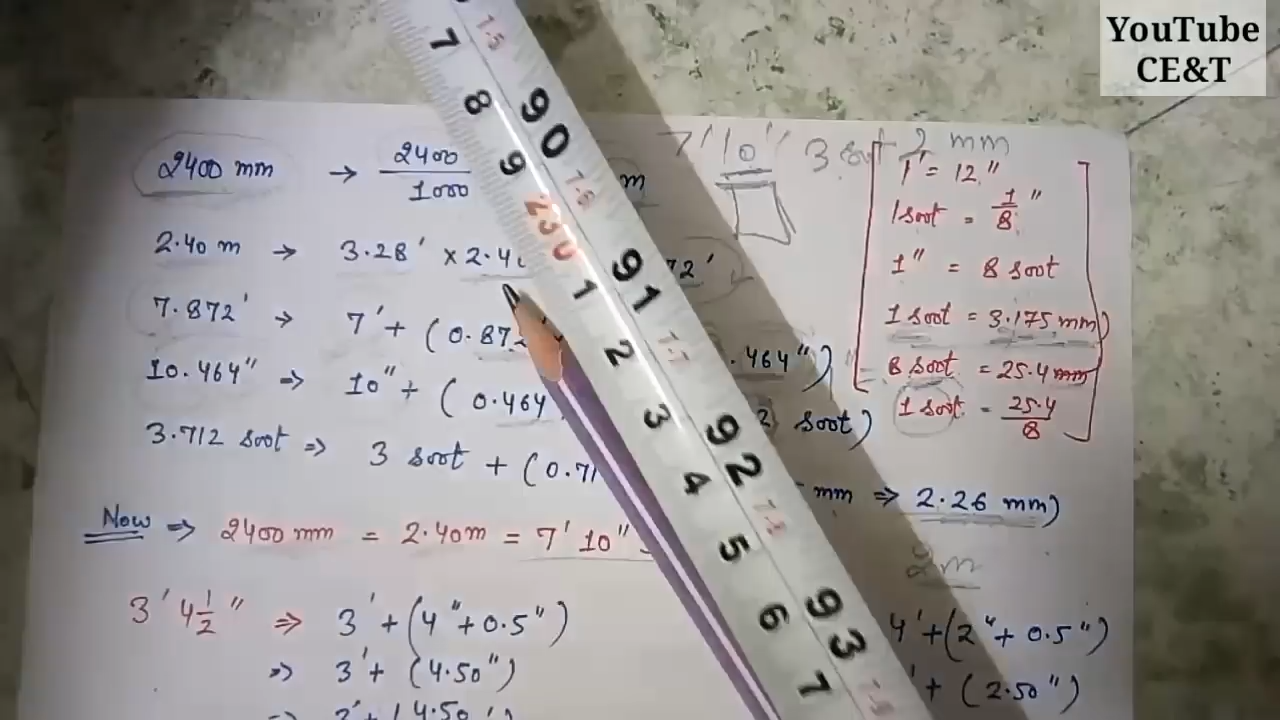 YouTube
CE&T
7'10" 3 soot 2 mm
2400 mm → 2400/1000 m
2.40 m → 3.28' × 2.4 72'
7.872' → 7' + (0.872 .464")
10.464" ⇒ 10" + (0.464 soot)
3.712 soot ⇒ 3 soot + (0.71 mm ⇒ 2.26 mm)
Now ⇒ 2400 mm = 2.40m = 7' 10"
2m
3' 4 1/2" ⇒ 3' + (4" + 0.5")
⇒ 3' + (4.50")
4' + (2" + 0.5")
' + (2.50")
1' = 12"
1 soot = 1/8"
1" = 8 soot
1 soot = 3.175 mm)
8 soot = 25.4 mm
1 soot = 25.4/8
7 8 9 230 1 2 3 4 5 6 7
90 91 92 93